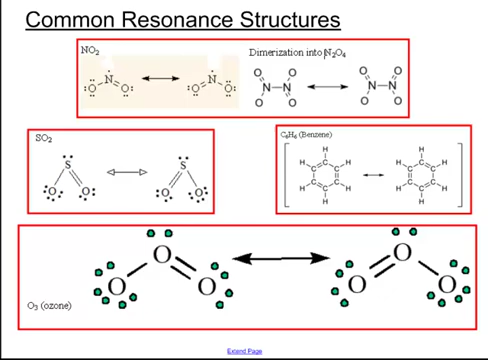 Common Resonance Structures
NO₂
Dimerization into N₂O₄
SO₂
C₆H₆ (Benzene)
O₃ (ozone)
Extend Page